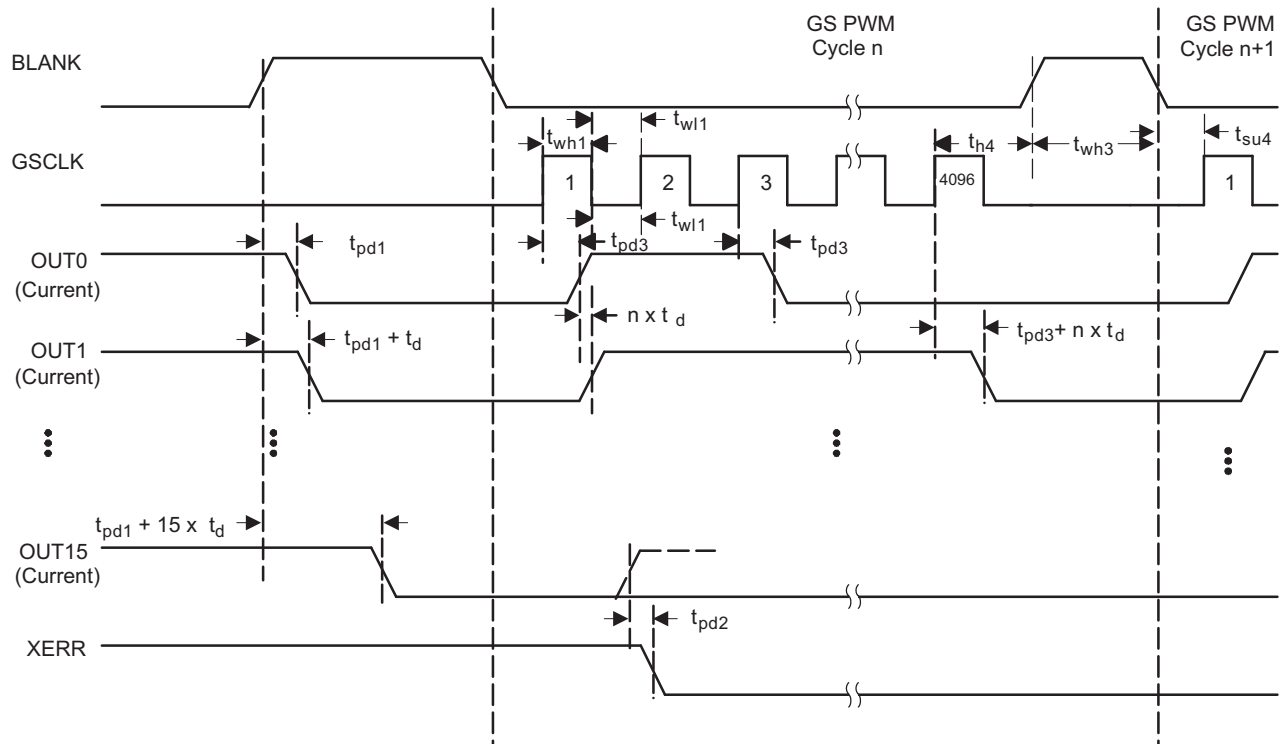 GS PWM
Cycle n
GS PWM
Cycle n+1
BLANK
t_wh1
t_wl1
t_h4
t_wh3
t_su4
GSCLK
1
2
3
4096
1
t_wl1
t_pd1
t_pd3
t_pd3
OUT0
(Current)
n x t_d
t_pd1 + t_d
t_pd3 + n x t_d
OUT1
(Current)
t_pd1 + 15 x t_d
OUT15
(Current)
t_pd2
XERR